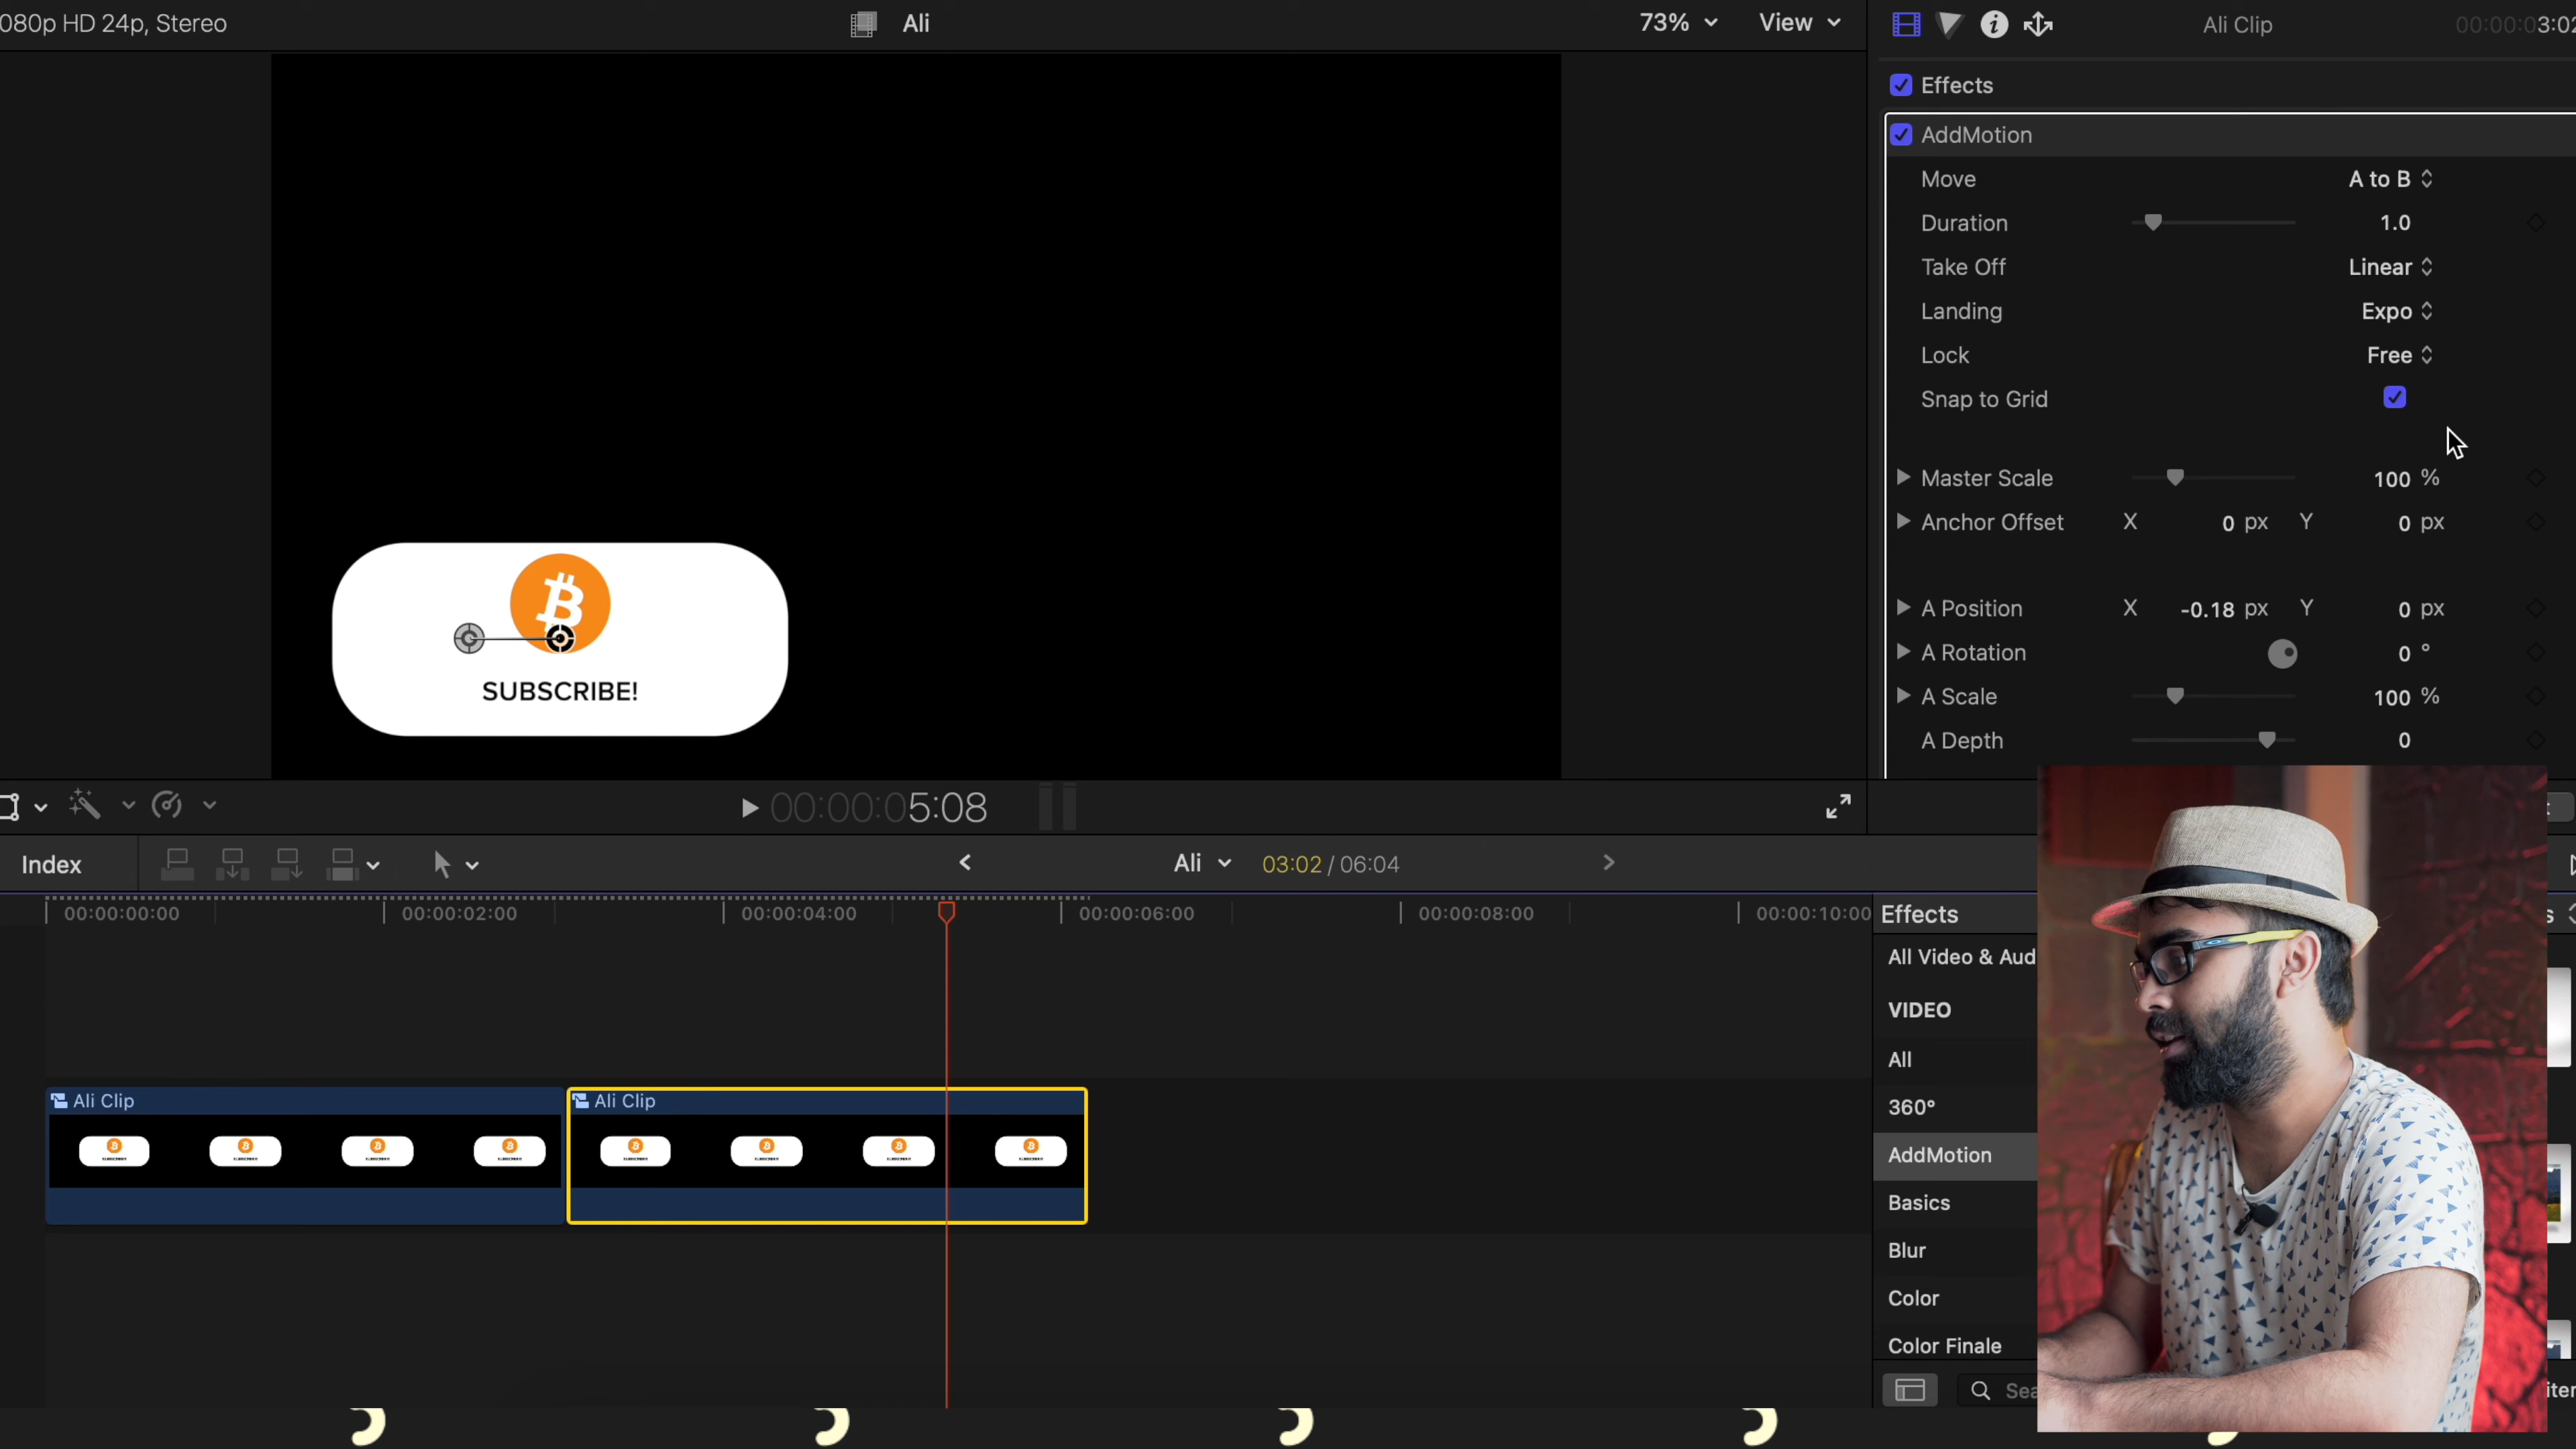 080p HD 24p, Stereo
Ali
73%
View
Ali Clip
00:00:03:02
Effects
AddMotion
Move
A to B
Duration
1.0
Take Off
Linear
Landing
Expo
Lock
Free
Snap to Grid
Master Scale
100 %
Anchor Offset X 0 px Y 0 px
A Position X -0.18 px Y 0 px
A Rotation
0 °
A Scale
100 %
A Depth
0
SUBSCRIBE!
00:00:05:08
Index
Ali
03:02 / 06:04
00:00:00:00
00:00:02:00
00:00:04:00
00:00:06:00
00:00:08:00
00:00:10:00
Ali Clip
Ali Clip
Effects
All Video & Aud
VIDEO
All
360°
AddMotion
Basics
Blur
Color
Color Finale
Sea